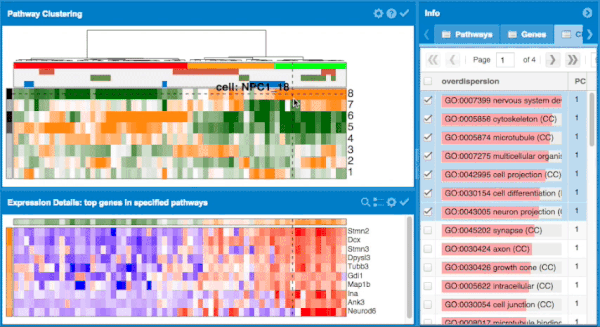 Pathway Clustering
cell: NPC1_18
8
7
6
5
4
3
2
1
Expression Details: top genes in specified pathways
Stmn2
Dcx
Stmn3
Dpysl3
Tubb3
Gdi1
Map1b
Ina
Ank3
Neurod6
Info
Pathways
Genes
Page 1 of 4
overdispersion PC
GO:0007399 nervous system de 1
GO:0005856 cytoskeleton (CC) 1
GO:0005874 microtubule (CC) 1
GO:0007275 multicellular organis 1
GO:0042995 cell projection (CC) 1
GO:0030154 cell differentiation ( 1
GO:0043005 neuron projection (C 1
GO:0045202 synapse (CC) 1
GO:0030424 axon (CC) 1
GO:0030426 growth cone (CC) 1
GO:0005622 intracellular (CC) 1
GO:0030054 cell junction (CC) 1
GO:0008017 microtubule binding